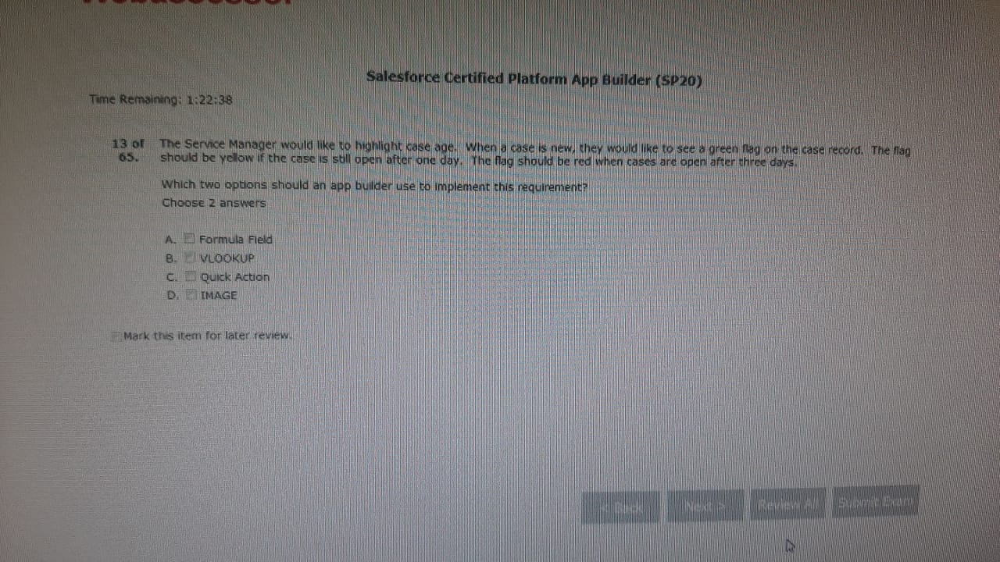 Webassessor
Salesforce Certified Platform App Builder (SP20)
Time Remaining: 1:22:38
13 of The Service Manager would like to highlight case age. When a case is new, they would like to see a green flag on the case record. The flag
65. should be yellow if the case is still open after one day. The flag should be red when cases are open after three days.
Which two options should an app builder use to implement this requirement?
Choose 2 answers
A. Formula Field
B. VLOOKUP
C. Quick Action
D. IMAGE
Mark this item for later review.
< Back Next > Review All Submit Exam